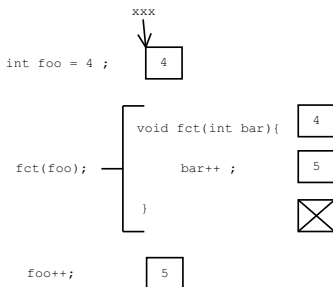 xxx
int foo = 4 ; 4
void fct(int bar){ 4
fct(foo); bar++ ; 5
}
foo++; 5